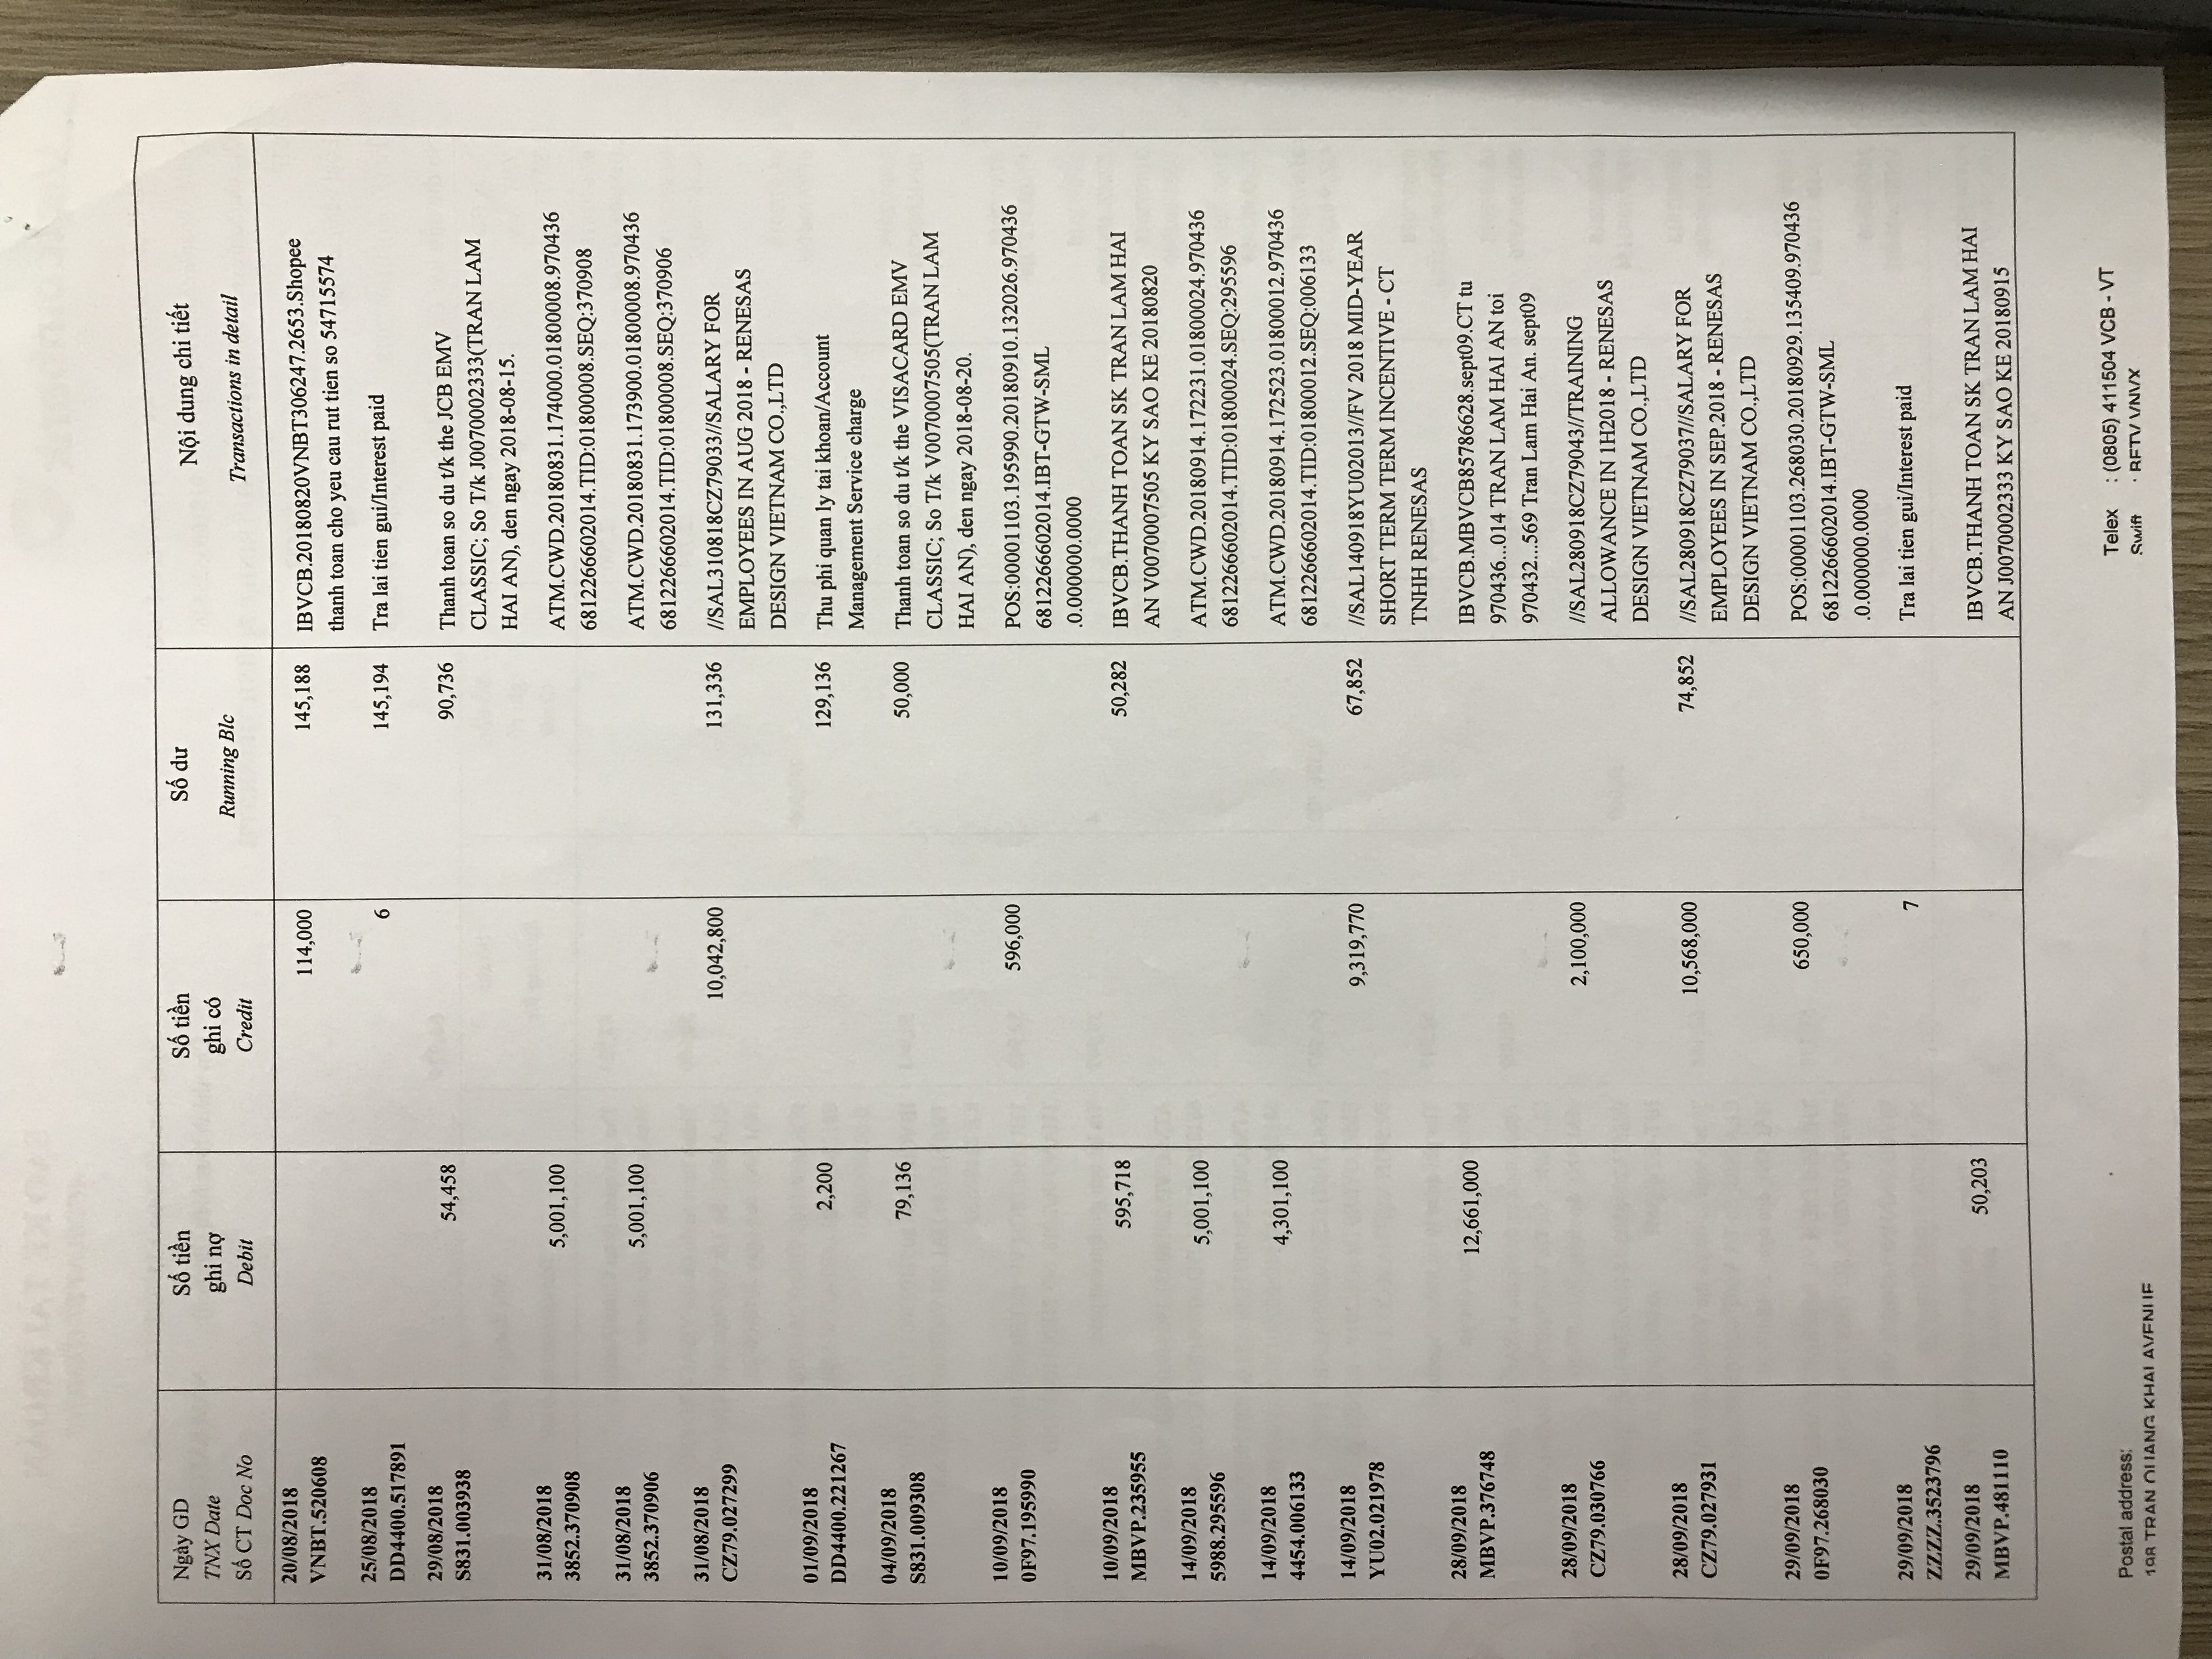 Ngày GD
TNX Date
Số CT Doc No
Số tiền
ghi nợ
Debit
Số tiền
ghi có
Credit
Số dư
Running Blc
Nội dung chi tiết
Transactions in detail
20/08/2018
VNBT.520608
114,000
145,188
IBVCB.20180820VNBT306247.2653.Shopee
thanh toan cho yeu cau rut tien so 54715574
25/08/2018
DD4400.517891
6
145,194
Tra lai tien gui/Interest paid
29/08/2018
S831.003938
54,458
90,736
Thanh toan so du t/k the JCB EMV
CLASSIC; So T/k J0070002333(TRAN LAM
HAI AN), den ngay 2018-08-15.
31/08/2018
3852.370908
5,001,100
ATM.CWD.20180831.174000.01800008.970436
6812266602014.TID:01800008.SEQ:370908
31/08/2018
3852.370906
5,001,100
ATM.CWD.20180831.173900.01800008.970436
6812266602014.TID:01800008.SEQ:370906
31/08/2018
CZ79.027299
10,042,800
131,336
//SAL310818CZ79033//SALARY FOR
EMPLOYEES IN AUG 2018 - RENESAS
DESIGN VIETNAM CO.,LTD
01/09/2018
DD4400.221267
2,200
129,136
Thu phi quan ly tai khoan/Account
Management Service charge
04/09/2018
S831.009308
79,136
50,000
Thanh toan so du t/k the VISACARD EMV
CLASSIC; So T/k V0070007505(TRAN LAM
HAI AN), den ngay 2018-08-20.
10/09/2018
0F97.195990
596,000
POS:00001103.195990.20180910.132026.970436
6812266602014.IBT-GTW-SML
.0.000000.0000
10/09/2018
MBVP.235955
595,718
50,282
IBVCB.THANH TOAN SK TRAN LAM HAI
AN V0070007505 KY SAO KE 20180820
14/09/2018
5988.295596
5,001,100
ATM.CWD.20180914.172231.01800024.970436
6812266602014.TID:01800024.SEQ:295596
14/09/2018
4454.006133
4,301,100
ATM.CWD.20180914.172523.01800012.970436
6812266602014.TID:01800012.SEQ:006133
14/09/2018
YU02.021978
9,319,770
67,852
//SAL140918YU02013//FV 2018 MID-YEAR
SHORT TERM TERM INCENTIVE - CT
TNHH RENESAS
28/09/2018
MBVP.376748
12,661,000
IBVCB.MBVCB85786628.sept09.CT tu
970436...014 TRAN LAM HAI AN toi
970432...569 Tran Lam Hai An. sept09
28/09/2018
CZ79.030766
2,100,000
//SAL280918CZ79043//TRAINING
ALLOWANCE IN 1H2018 - RENESAS
DESIGN VIETNAM CO.,LTD
28/09/2018
CZ79.027931
10,568,000
74,852
//SAL280918CZ79037//SALARY FOR
EMPLOYEES IN SEP.2018 - RENESAS
DESIGN VIETNAM CO.,LTD
29/09/2018
0F97.268030
650,000
POS:00001103.268030.20180929.135409.970436
6812266602014.IBT-GTW-SML
.0.000000.0000
29/09/2018
ZZZZ.3523796
7
Tra lai tien gui/Interest paid
29/09/2018
MBVP.481110
50,203
IBVCB.THANH TOAN SK TRAN LAM HAI
AN J0070002333 KY SAO KE 20180915
Postal address:
198 TRAN QUANG KHAI AVENUE
Telex : (0805) 411504 VCB - VT
Swift : BFTV VNVX